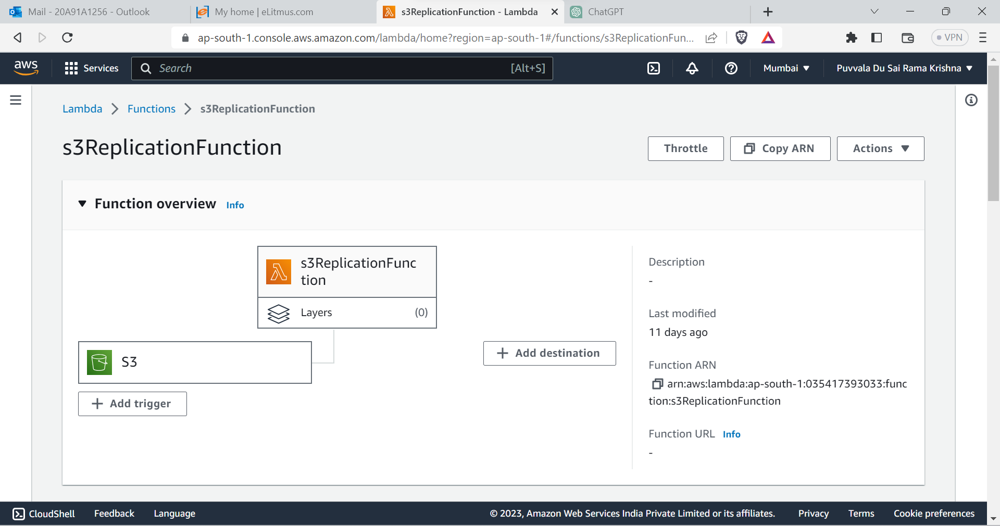 Mail - 20A91A1256 - Outlook
My home | eLitmus.com
s3ReplicationFunction - Lambda
ChatGPT
ap-south-1.console.aws.amazon.com/lambda/home?region=ap-south-1#/functions/s3ReplicationFun...
VPN
aws
Services
Search
[Alt+S]
Mumbai
Puvvala Du Sai Rama Krishna
Lambda
Functions
s3ReplicationFunction
s3ReplicationFunction
Throttle
Copy ARN
Actions
Function overview Info
s3ReplicationFunc
tion
Layers (0)
S3
Add trigger
Add destination
Description
-
Last modified
11 days ago
Function ARN
arn:aws:lambda:ap-south-1:035417393033:func
tion:s3ReplicationFunction
Function URL Info
-
CloudShell
Feedback
Language
© 2023, Amazon Web Services India Private Limited or its affiliates.
Privacy
Terms
Cookie preferences